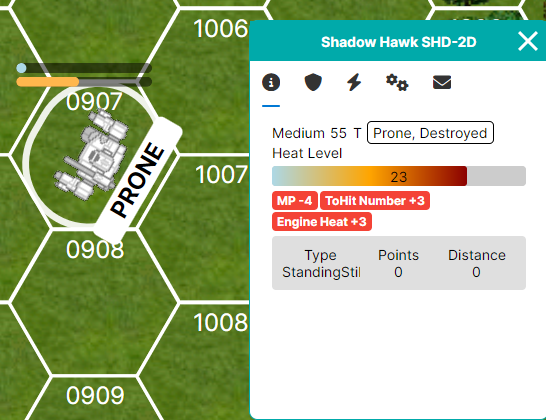 1006
0907
PRONE
1007
0908
1008
0909
Shadow Hawk SHD-2D
Medium 55 T Prone, Destroyed
Heat Level
23
MP -4 ToHit Number +3
Engine Heat +3
Type Points Distance
StandingStil 0 0